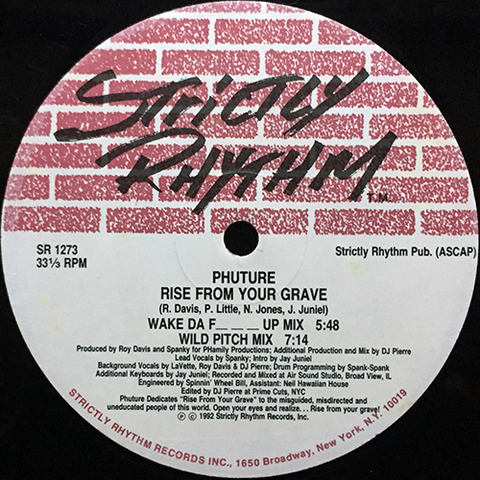 STRICTLY
RHYTHM
T.M.
SR 1273
33⅓ RPM
Strictly Rhythm Pub. (ASCAP)
PHUTURE
RISE FROM YOUR GRAVE
(R. Davis, P. Little, N. Jones, J. Juniel)
WAKE DA F__ __ __ UP MIX 5:48
WILD PITCH MIX 7:14
Produced by Roy Davis and Spanky for PHamily Productions; Additional Production and Mix by DJ Pierre
Lead Vocals by Spanky; Intro by Jay Juniel
Background Vocals by LaVette, Roy Davis & DJ Pierre; Drum Programming by Spank-Spank
Additional Keyboards by Jay Juniel; Recorded and Mixed at Air Sound Studio, Broad View, IL
Engineered by Spinnin' Wheel Bill, Assistant: Neil Hawaiian House
Edited by DJ Pierre at Prime Cuts, NYC
Phuture Dedicates "Rise From Your Grave" to the misguided, misdirected and
uneducated people of this world. Open your eyes and realize. . . Rise from your grave!
℗ © 1992 Strictly Rhythm Records, Inc.
STRICTLY RHYTHM RECORDS INC., 1650 Broadway, New York, N.Y. 10019